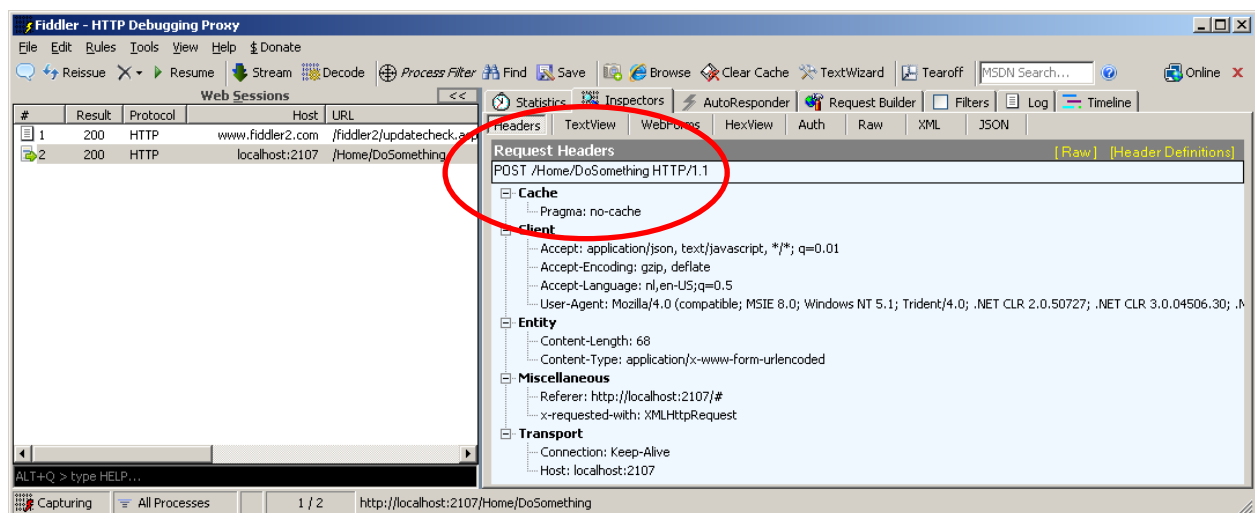 Fiddler - HTTP Debugging Proxy
File Edit Rules Tools View Help $ Donate
Reissue Resume Stream Decode Process Filter Find Save Browse Clear Cache TextWizard Tearoff MSDN Search... Online
Web Sessions <<
Statistics Inspectors AutoResponder Request Builder Filters Log Timeline
# Result Protocol Host URL
Headers TextView WebForms HexView Auth Raw XML JSON
1 200 HTTP www.fiddler2.com /fiddler2/updatecheck.asp
2 200 HTTP localhost:2107 /Home/DoSomething
Request Headers [Raw] [Header Definitions]
POST /Home/DoSomething HTTP/1.1
Cache
Pragma: no-cache
Client
Accept: application/json, text/javascript, */*; q=0.01
Accept-Encoding: gzip, deflate
Accept-Language: nl,en-US;q=0.5
User-Agent: Mozilla/4.0 (compatible; MSIE 8.0; Windows NT 5.1; Trident/4.0; .NET CLR 2.0.50727; .NET CLR 3.0.04506.30; .N
Entity
Content-Length: 68
Content-Type: application/x-www-form-urlencoded
Miscellaneous
Referer: http://localhost:2107/#
x-requested-with: XMLHttpRequest
Transport
Connection: Keep-Alive
Host: localhost:2107
ALT+Q > type HELP...
Capturing All Processes 1 / 2 http://localhost:2107/Home/DoSomething